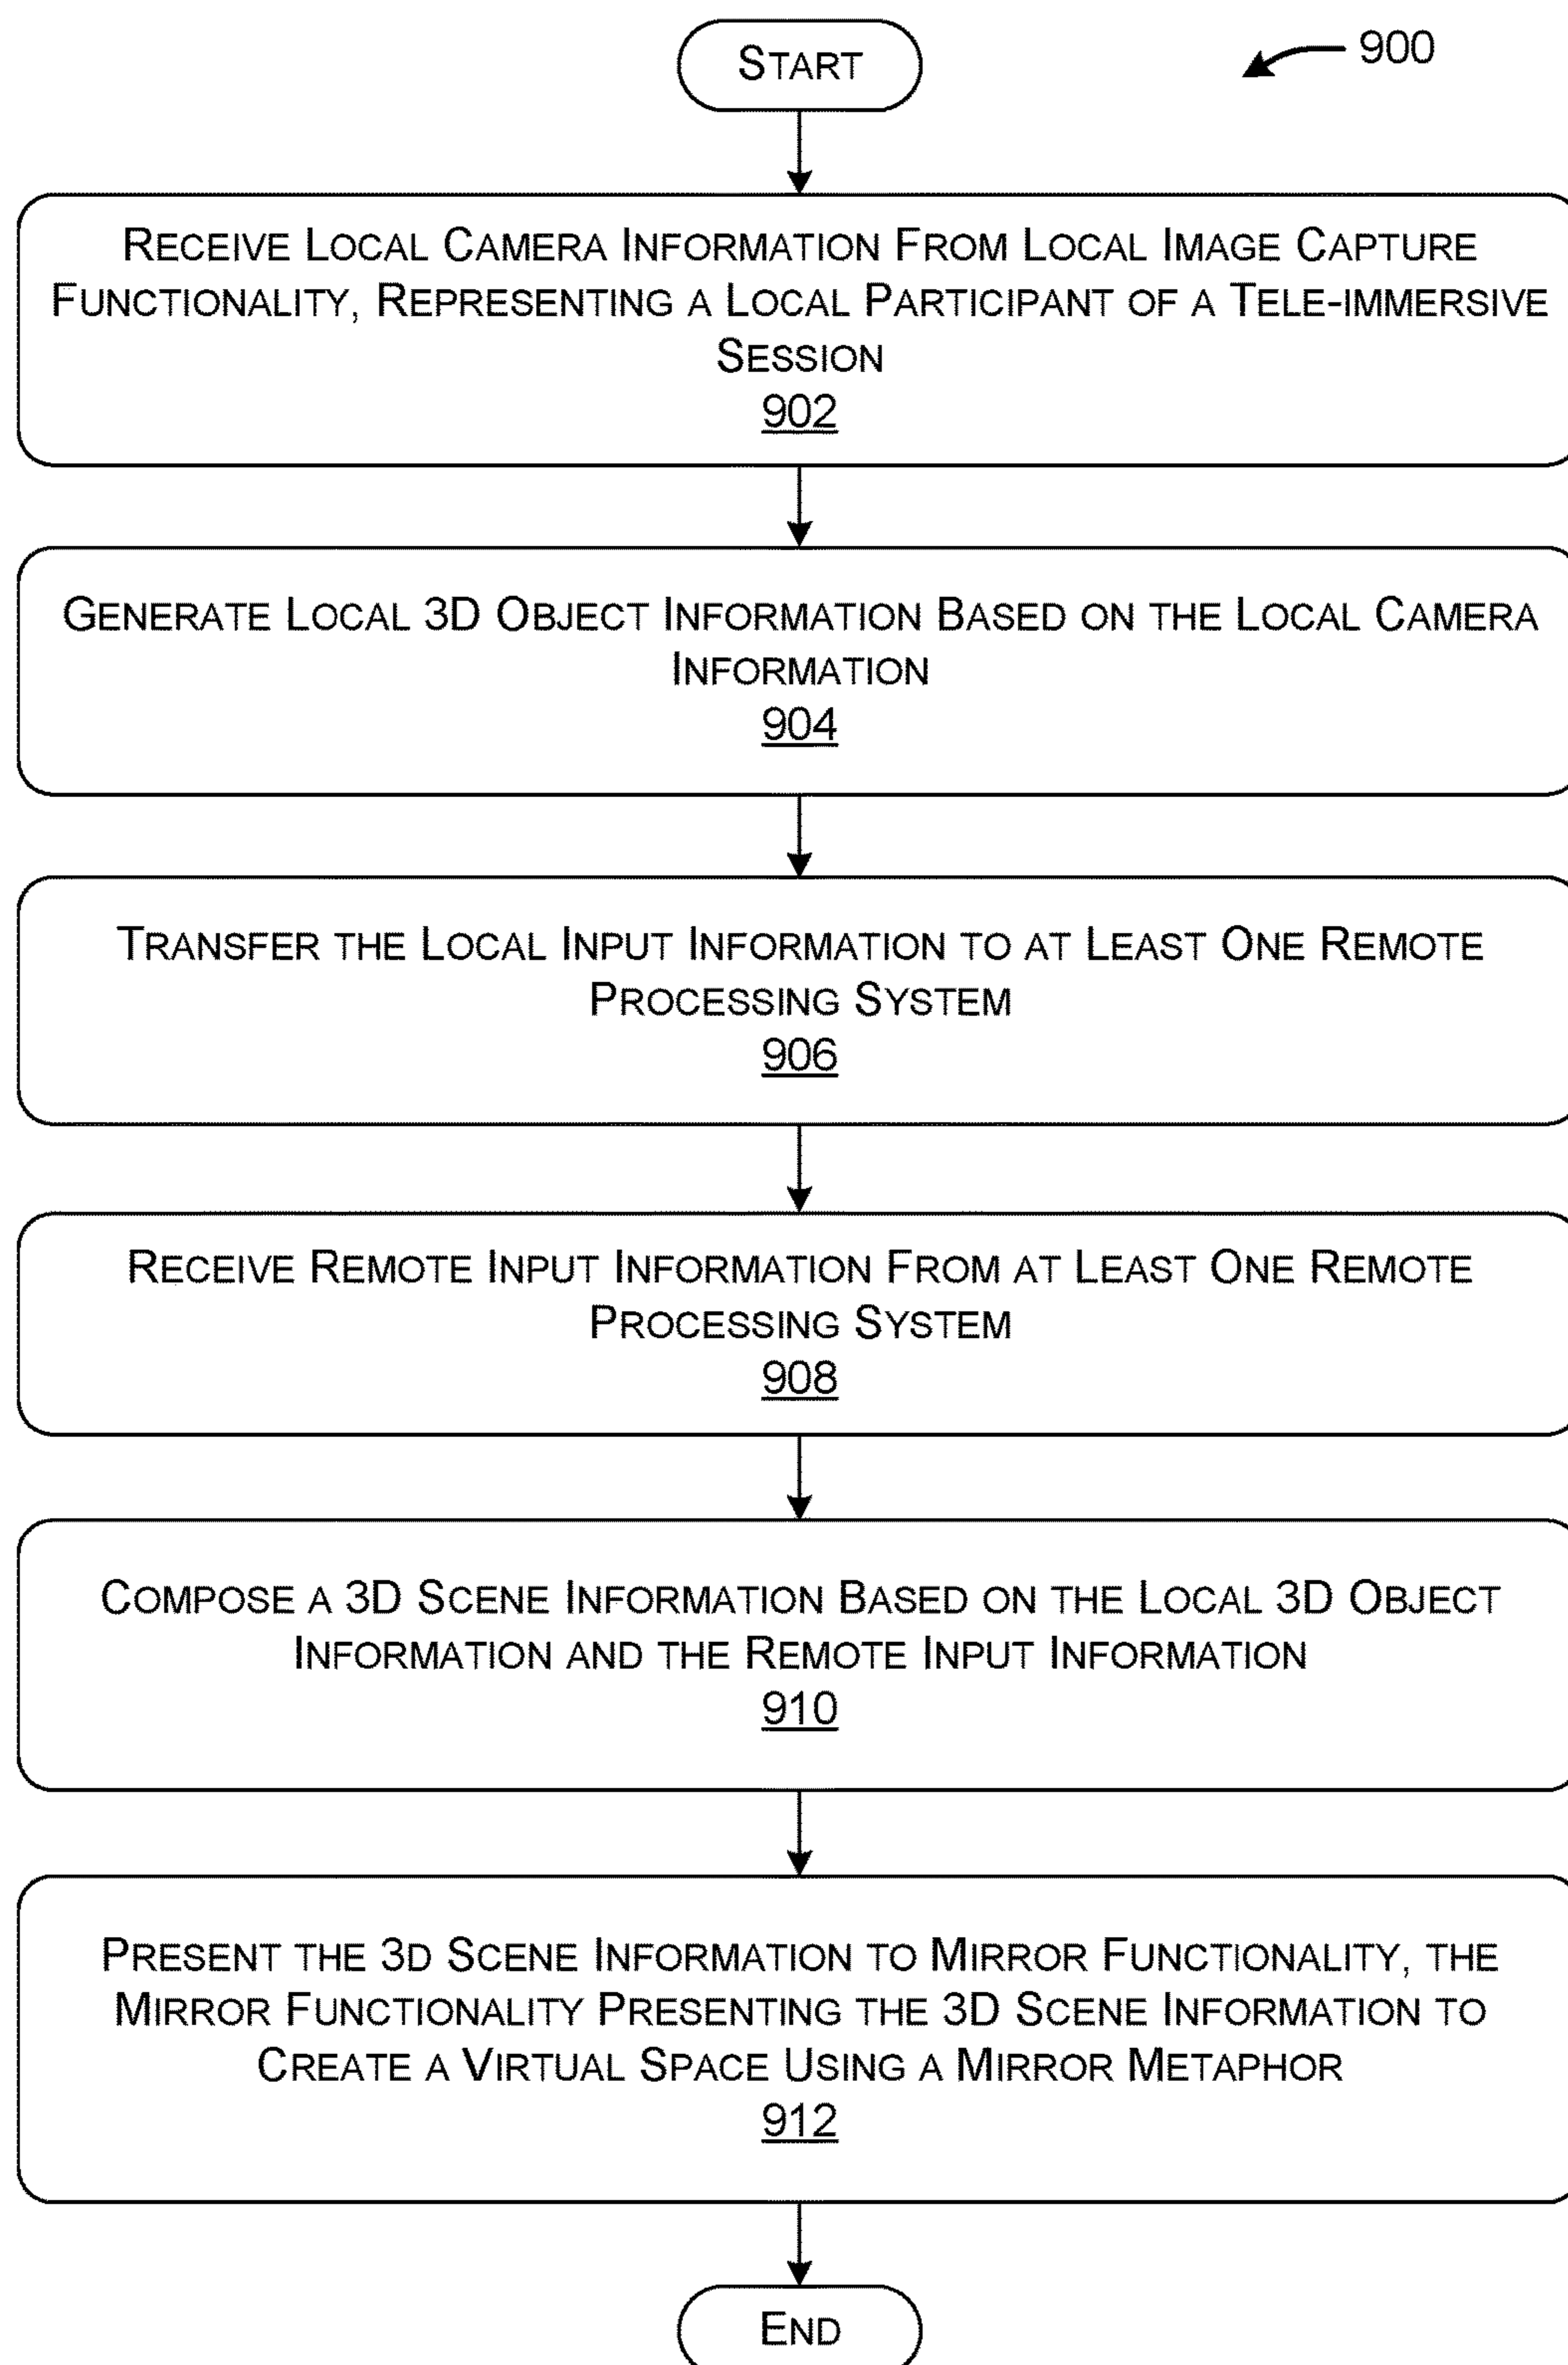 START
900
RECEIVE LOCAL CAMERA INFORMATION FROM LOCAL IMAGE CAPTURE
FUNCTIONALITY, REPRESENTING A LOCAL PARTICIPANT OF A TELE-IMMERSIVE
SESSION
902
GENERATE LOCAL 3D OBJECT INFORMATION BASED ON THE LOCAL CAMERA
INFORMATION
904
TRANSFER THE LOCAL INPUT INFORMATION TO AT LEAST ONE REMOTE
PROCESSING SYSTEM
906
RECEIVE REMOTE INPUT INFORMATION FROM AT LEAST ONE REMOTE
PROCESSING SYSTEM
908
COMPOSE A 3D SCENE INFORMATION BASED ON THE LOCAL 3D OBJECT
INFORMATION AND THE REMOTE INPUT INFORMATION
910
PRESENT THE 3D SCENE INFORMATION TO MIRROR FUNCTIONALITY, THE
MIRROR FUNCTIONALITY PRESENTING THE 3D SCENE INFORMATION TO
CREATE A VIRTUAL SPACE USING A MIRROR METAPHOR
912
END